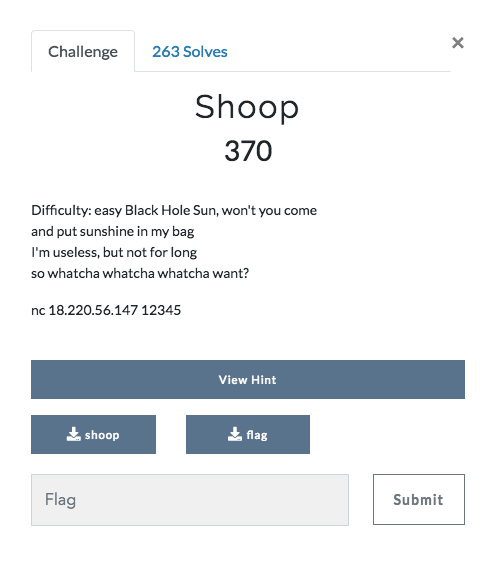 Challenge
263 Solves
×
Shoop
370
Difficulty: easy Black Hole Sun, won't you come
and put sunshine in my bag
I'm useless, but not for long
so whatcha whatcha whatcha want?
nc 18.220.56.147 12345
View Hint
shoop
flag
Flag
Submit